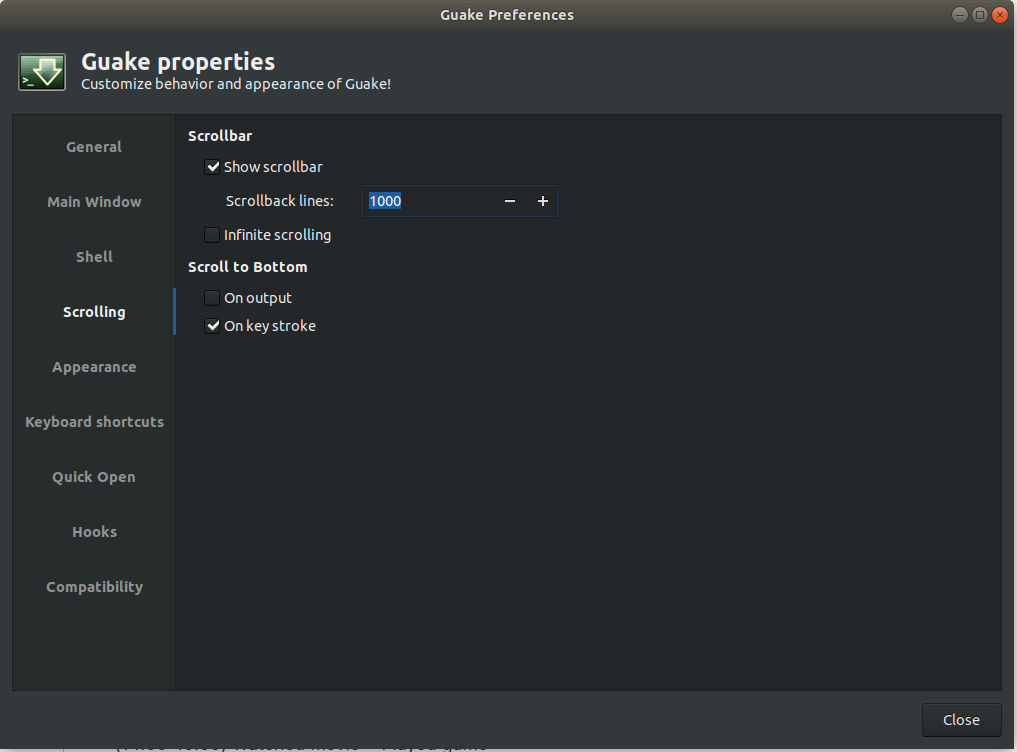 Guake Preferences
Guake properties
Customize behavior and appearance of Guake!
General
Main Window
Shell
Scrolling
Appearance
Keyboard shortcuts
Quick Open
Hooks
Compatibility
Scrollbar
Show scrollbar
Scrollback lines: 1000 − +
Infinite scrolling
Scroll to Bottom
On output
On key stroke
Close